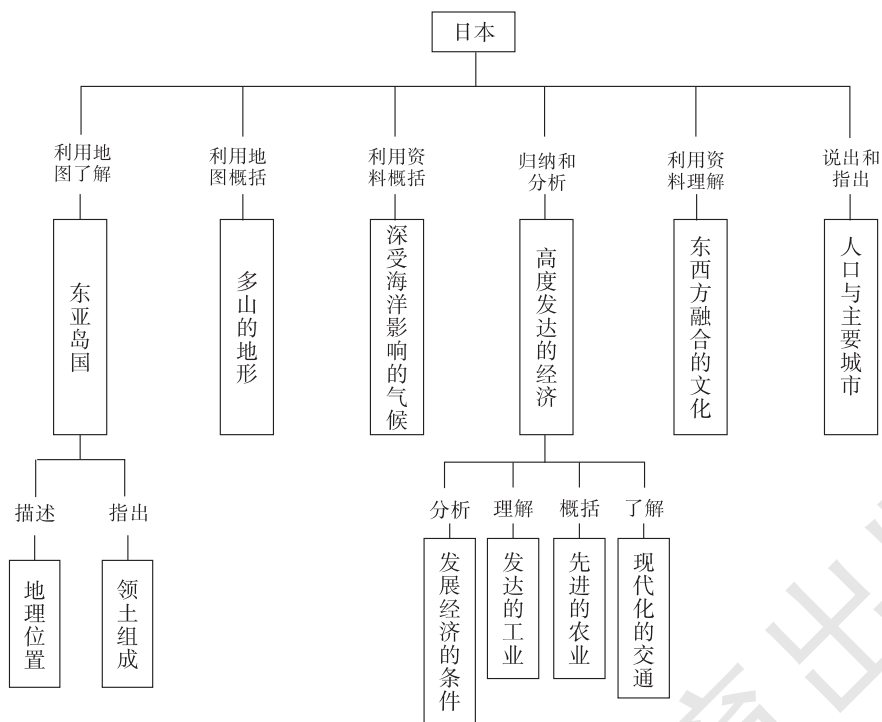 日本
利用地
图了解
利用地
图概括
利用资
料概括
归纳和
分析
利用资
料理解
说出和
指出
东亚岛国
多山的地形
深受海洋影响的气候
高度发达的经济
东西方融合的文化
人口与主要城市
描述
指出
分析
理解
概括
了解
地理位置
领土组成
发展经济的条件
发达的工业
先进的农业
现代化的交通
育出